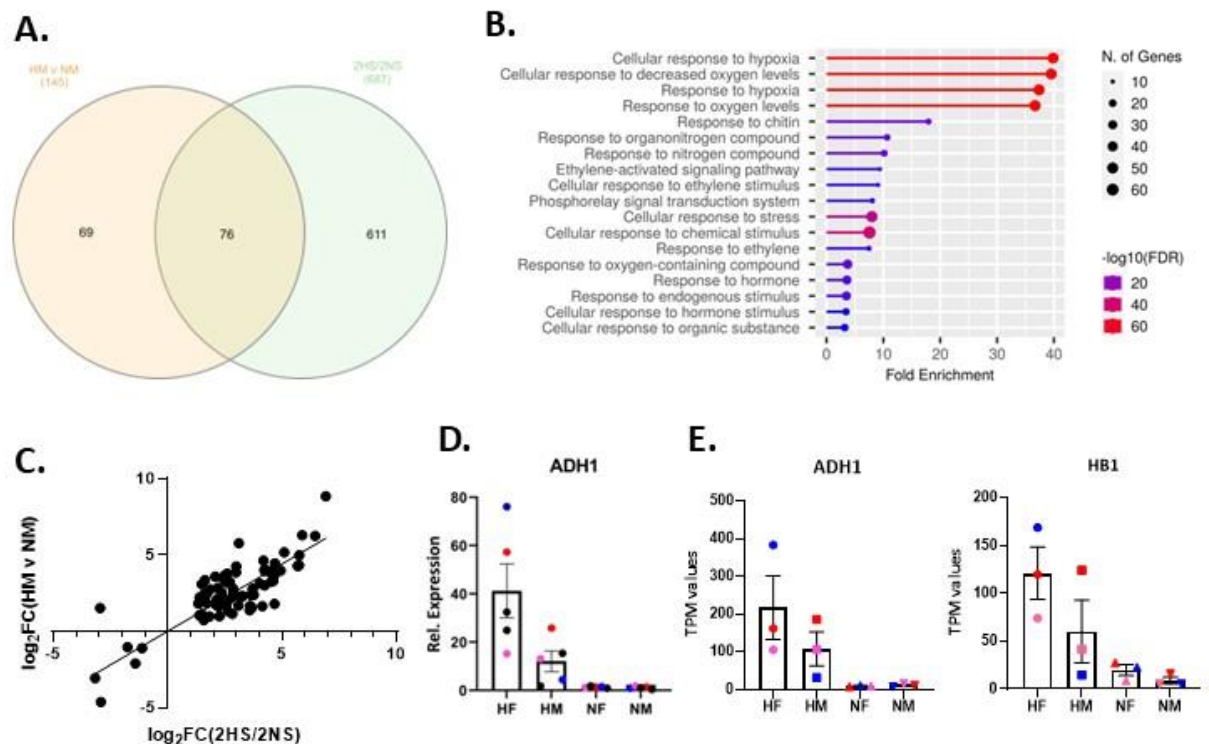 A.
HM v NM
(145)
2HS/2NS
(687)
69
76
611
B.
Cellular response to hypoxia
Cellular response to decreased oxygen levels
Response to hypoxia
Response to oxygen levels
Response to chitin
Response to organonitrogen compound
Response to nitrogen compound
Ethylene-activated signaling pathway
Cellular response to ethylene stimulus
Phosphorelay signal transduction system
Cellular response to stress
Cellular response to chemical stimulus
Response to ethylene
Response to oxygen-containing compound
Response to hormone
Response to endogenous stimulus
Cellular response to hormone stimulus
Cellular response to organic substance
0 10 20 30 40
Fold Enrichment
N. of Genes
10
20
30
40
50
60
-log10(FDR)
20
40
60
C.
log₂FC(HM v NM)
10
5
-5
-5 5 10
log₂FC(2HS/2NS)
D.
ADH1
Rel. Expression
80
60
40
20
0
HF HM NF NM
E.
ADH1
TPM values
500
400
300
200
100
0
HF HM NF NM
HB1
TPM values
200
150
100
50
0
HF HM NF NM